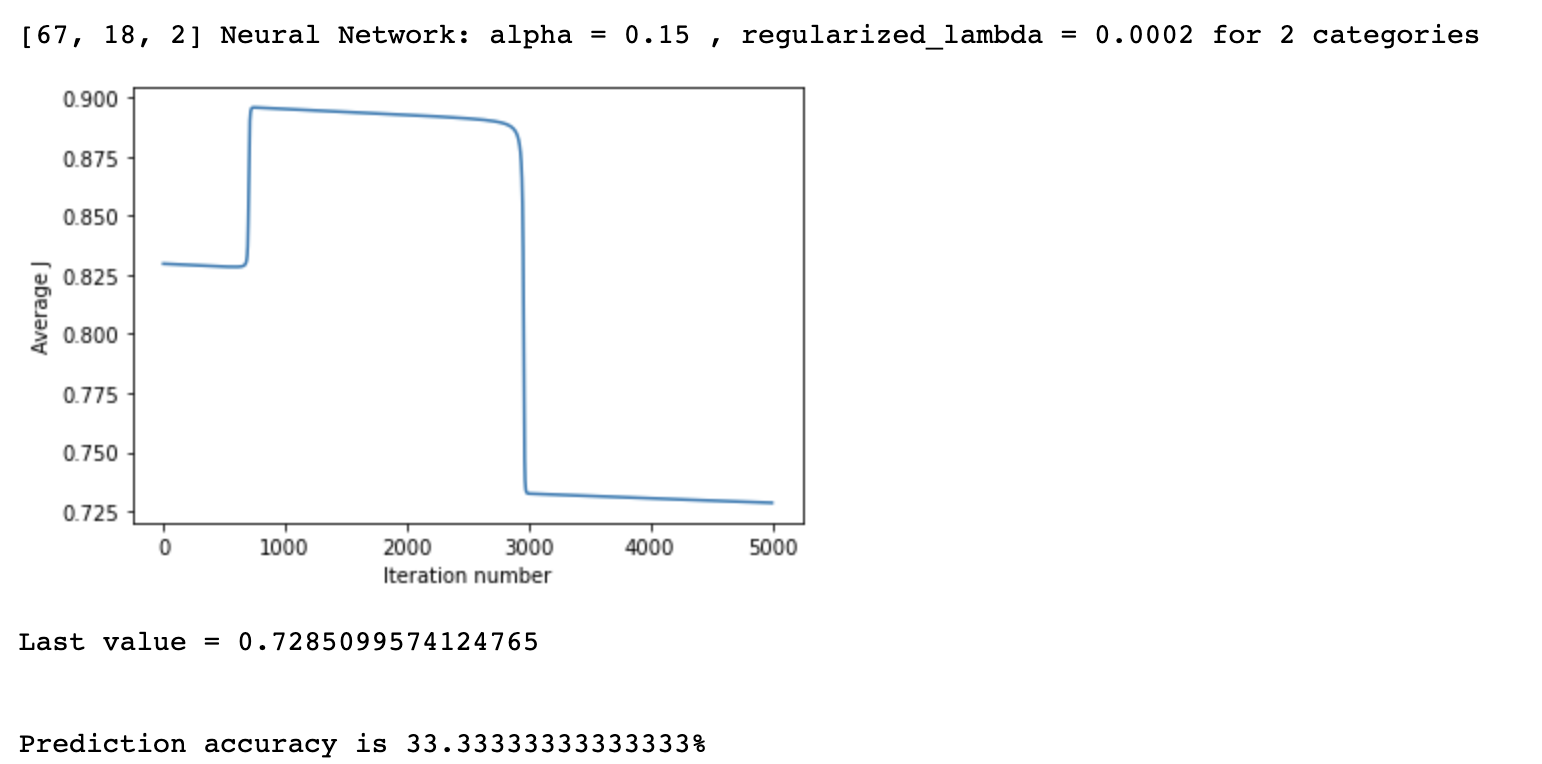 [67, 18, 2] Neural Network: alpha = 0.15 , regularized_lambda = 0.0002 for 2 categories
0.900
0.875
0.850
0.825
0.800
0.775
0.750
0.725
Average J
0 1000 2000 3000 4000 5000
Iteration number
Last value = 0.7285099574124765
Prediction accuracy is 33.33333333333333%